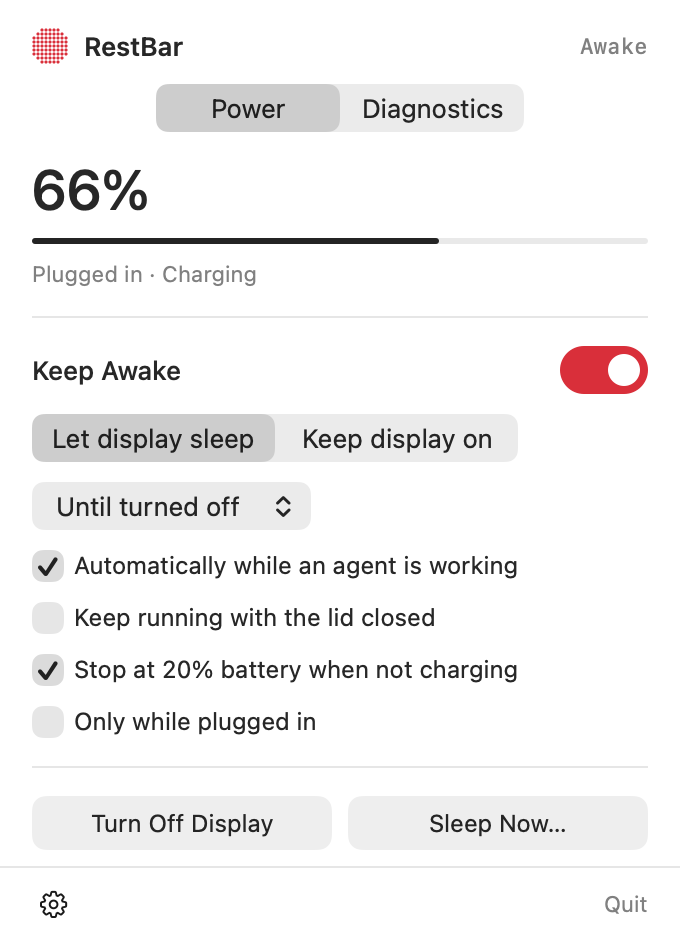 RestBar
Awake
Power
Diagnostics
66%
Plugged in · Charging
Keep Awake
Let display sleep
Keep display on
Until turned off
Automatically while an agent is working
Keep running with the lid closed
Stop at 20% battery when not charging
Only while plugged in
Turn Off Display
Sleep Now...
Quit